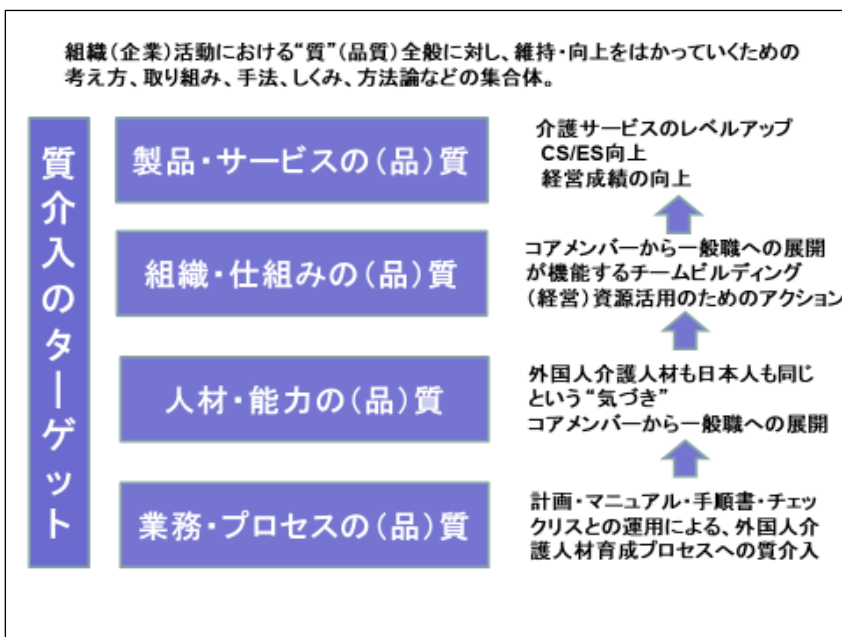 組織（企業）活動における“質”（品質）全般に対し、維持・向上をはかっていくための
考え方、取り組み、手法、しくみ、方法論などの集合体。
質介入のターゲット
製品・サービスの（品）質
介護サービスのレベルアップ
CS/ES向上
経営成績の向上
組織・仕組みの（品）質
コアメンバーから一般職への展開
が機能するチームビルディング
（経営）資源活用のためのアクション
人材・能力の（品）質
外国人介護人材も日本人も同じ
という“気づき”
コアメンバーから一般職への展開
業務・プロセスの（品）質
計画・マニュアル・手順書・チェッ
クリスとの運用による、外国人介
護人材育成プロセスへの質介入